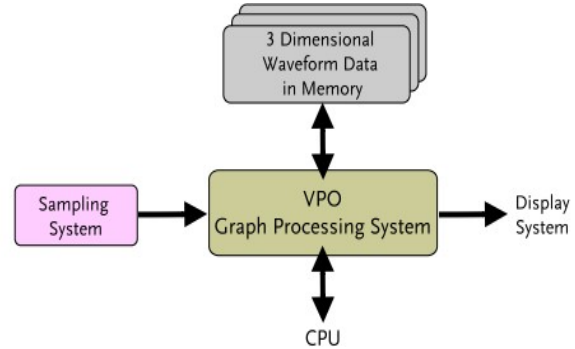 3 Dimensional
Waveform Data
in Memory
Sampling
System
VPO
Graph Processing System
Display
System
CPU